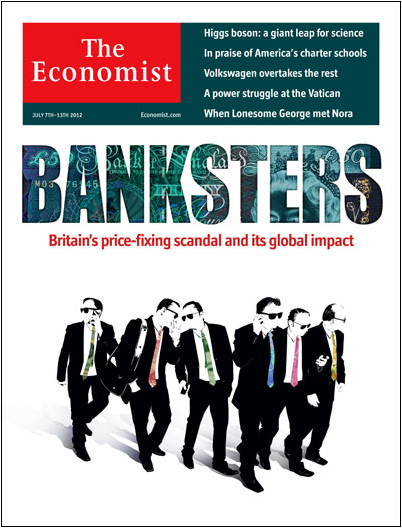 The
Economist
JULY 7TH–13TH 2012
Economist.com
Higgs boson: a giant leap for science
In praise of America's charter schools
Volkswagen overtakes the rest
A power struggle at the Vatican
When Lonesome George met Nora
BANKSTERS
Britain's price-fixing scandal and its global impact